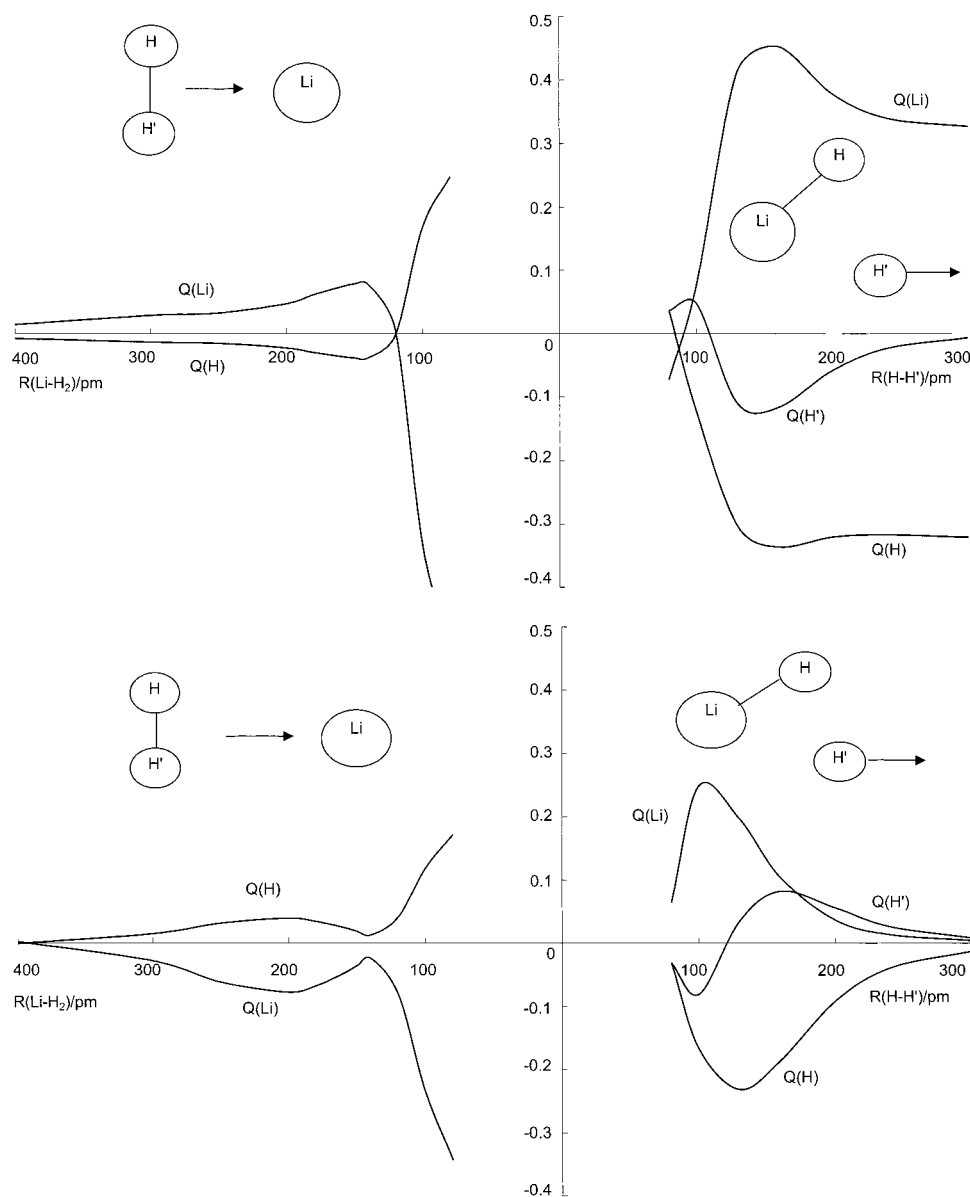 H
H'
Li
Q(Li)
Q(H)
400 300 200 100
R(Li-H₂)/pm
0.5
0.4
0.3
0.2
0.1
0
-0.1
-0.2
-0.3
-0.4
Q(Li)
H
Li
H'
100 200 300
R(H-H')/pm
Q(H')
Q(H)
H
H'
Li
Q(H)
Q(Li)
400 300 200 100
R(Li-H₂)/pm
0.5
0.4
0.3
0.2
0.1
0
-0.1
-0.2
-0.3
-0.4
H
Li
H'
Q(Li)
Q(H')
100 200 300
R(H-H')/pm
Q(H)